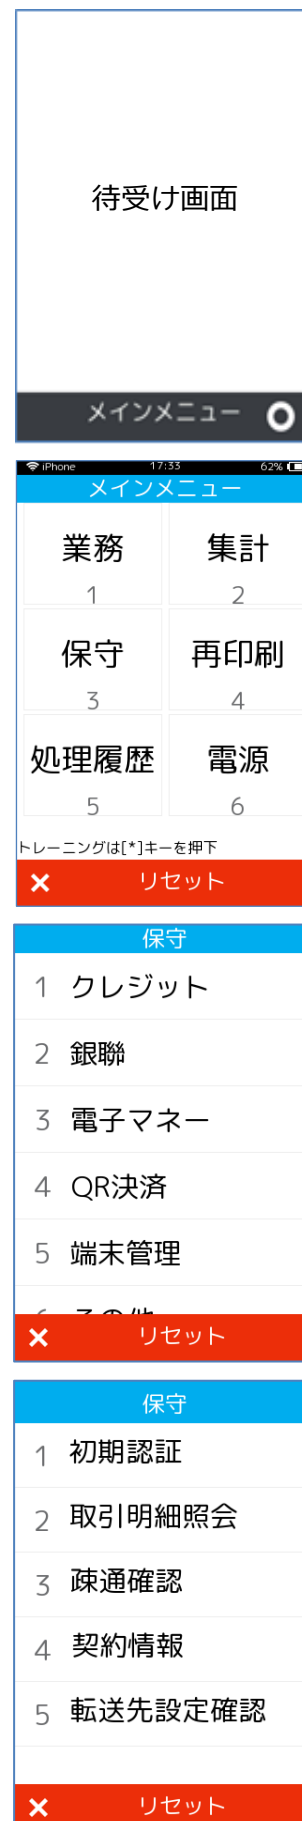 待受け画面
メインメニュー
iPhone 17:33 62%
メインメニュー
業務 集計
1 2
保守 再印刷
3 4
処理履歴 電源
5 6
トレーニングは[*]キーを押下
× リセット
保守
1 クレジット
2 銀聯
3 電子マネー
4 QR決済
5 端末管理
6 その他
× リセット
保守
1 初期認証
2 取引明細照会
3 疎通確認
4 契約情報
5 転送先設定確認
× リセット